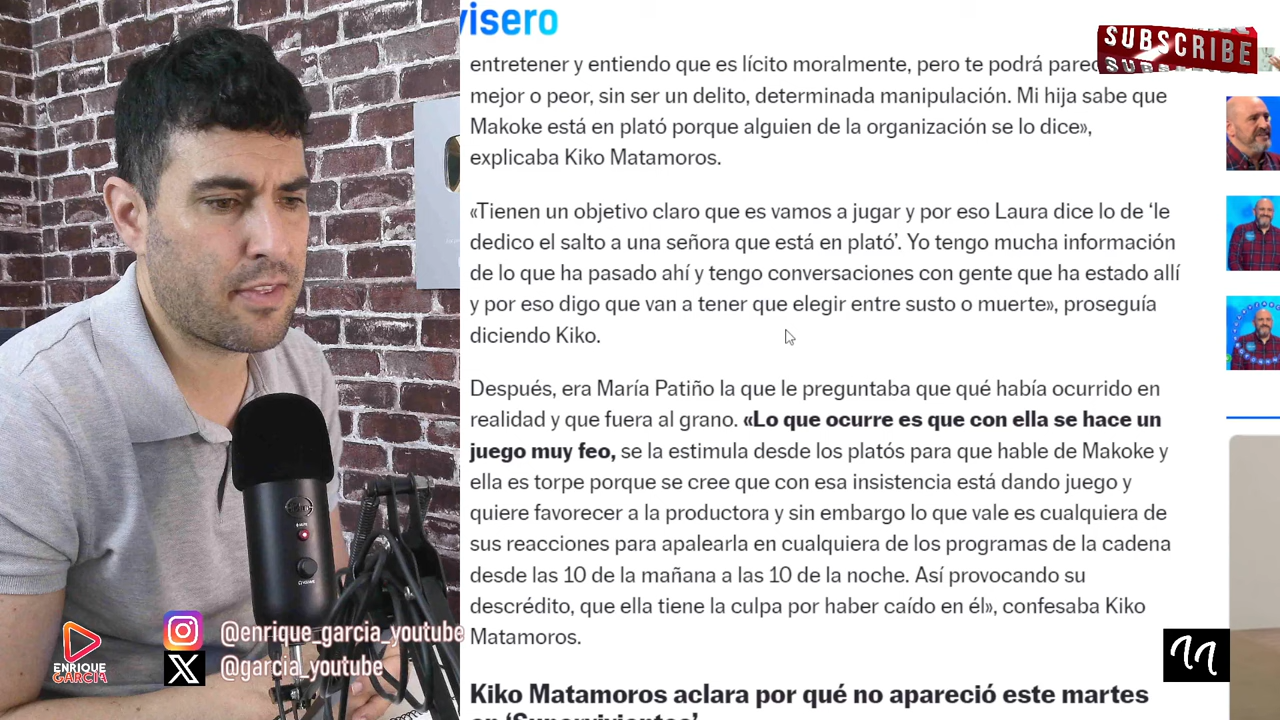 visero
SUBSCRIBE
entretener y entiendo que es lícito moralmente, pero te podrá
mejor o peor, sin ser un delito, determinada manipulación. Mi hija sabe que
Makoke está en plató porque alguien de la organización se lo dice»,
explicaba Kiko Matamoros.
«Tienen un objetivo claro que es vamos a jugar y por eso Laura dice lo de ‘le
dedico el salto a una señora que está en plató’. Yo tengo mucha información
de lo que ha pasado ahí y tengo conversaciones con gente que ha estado allí
y por eso digo que van a tener que elegir entre susto o muerte», proseguía
diciendo Kiko.
Después, era María Patiño la que le preguntaba que qué había ocurrido en
realidad y que fuera al grano. «Lo que ocurre es que con ella se hace un
juego muy feo, se la estimula desde los platós para que hable de Makoke y
ella es torpe porque se cree que con esa insistencia está dando juego y
quiere favorecer a la productora y sin embargo lo que vale es cualquiera de
sus reacciones para apalearla en cualquiera de los programas de la cadena
desde las 10 de la mañana a las 10 de la noche. Así provocando su
descrédito, que ella tiene la culpa por haber caído en él», confesaba Kiko
Matamoros.
Kiko Matamoros aclara por qué no apareció este martes
en ‘Supervivientes’
@enrique_garcia_youtube
@garcia_youtube
ENRIQUE
GARCIA